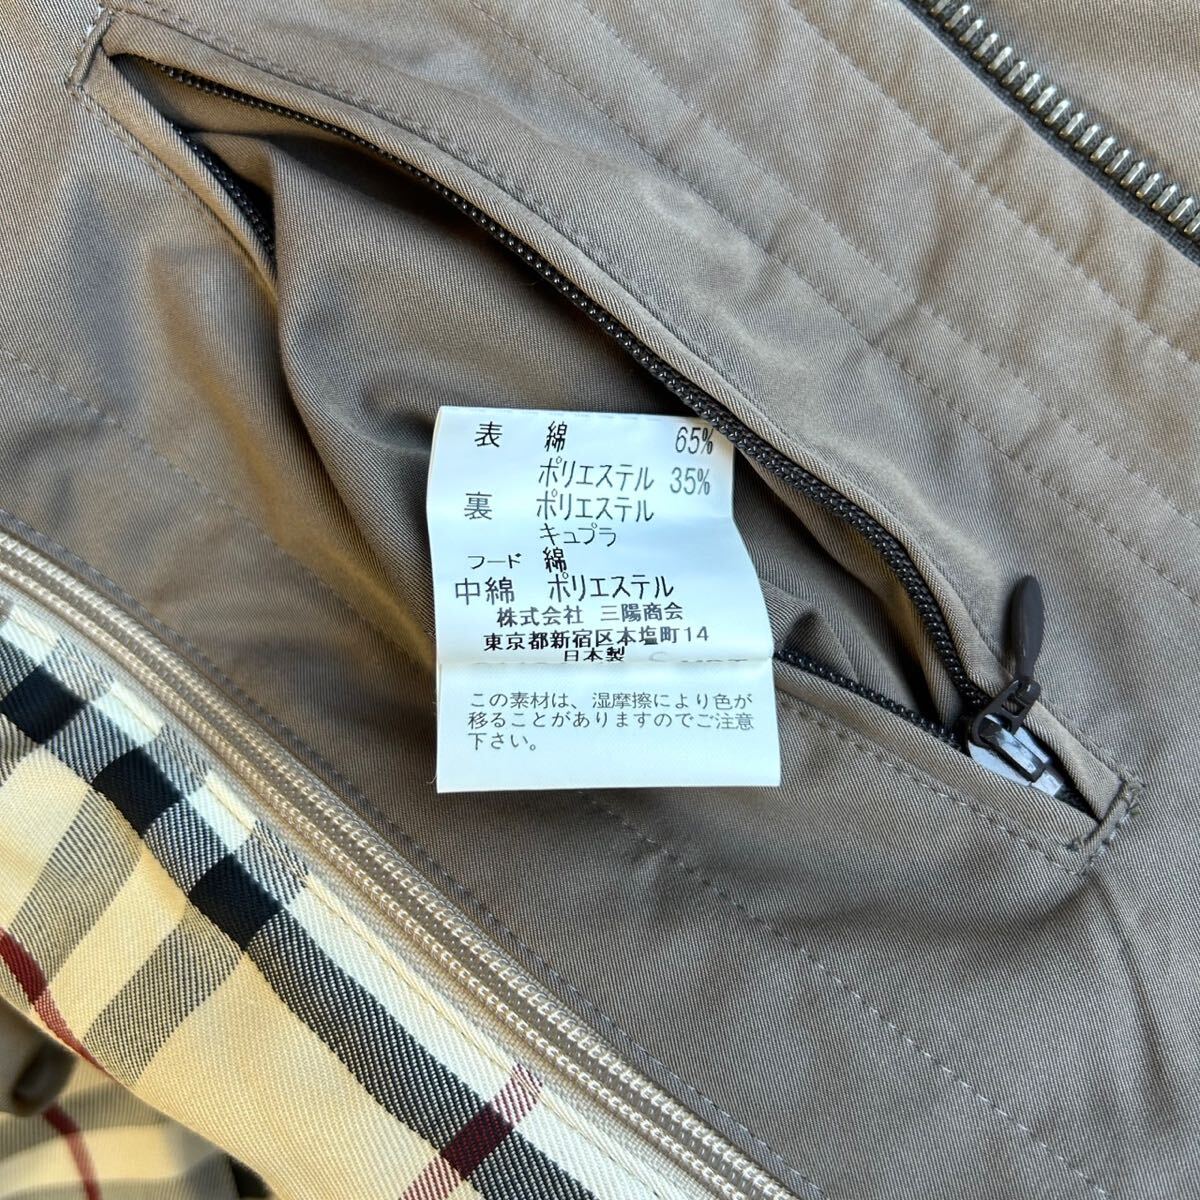 表 綿 65%
ポリエステル 35%
裏 ポリエステル
キュプラ
フード 綿
中綿 ポリエステル
株式会社 三陽商会
東京都新宿区本塩町14
日本製
この素材は、湿摩擦により色が
移ることがありますのでご注意
下さい。